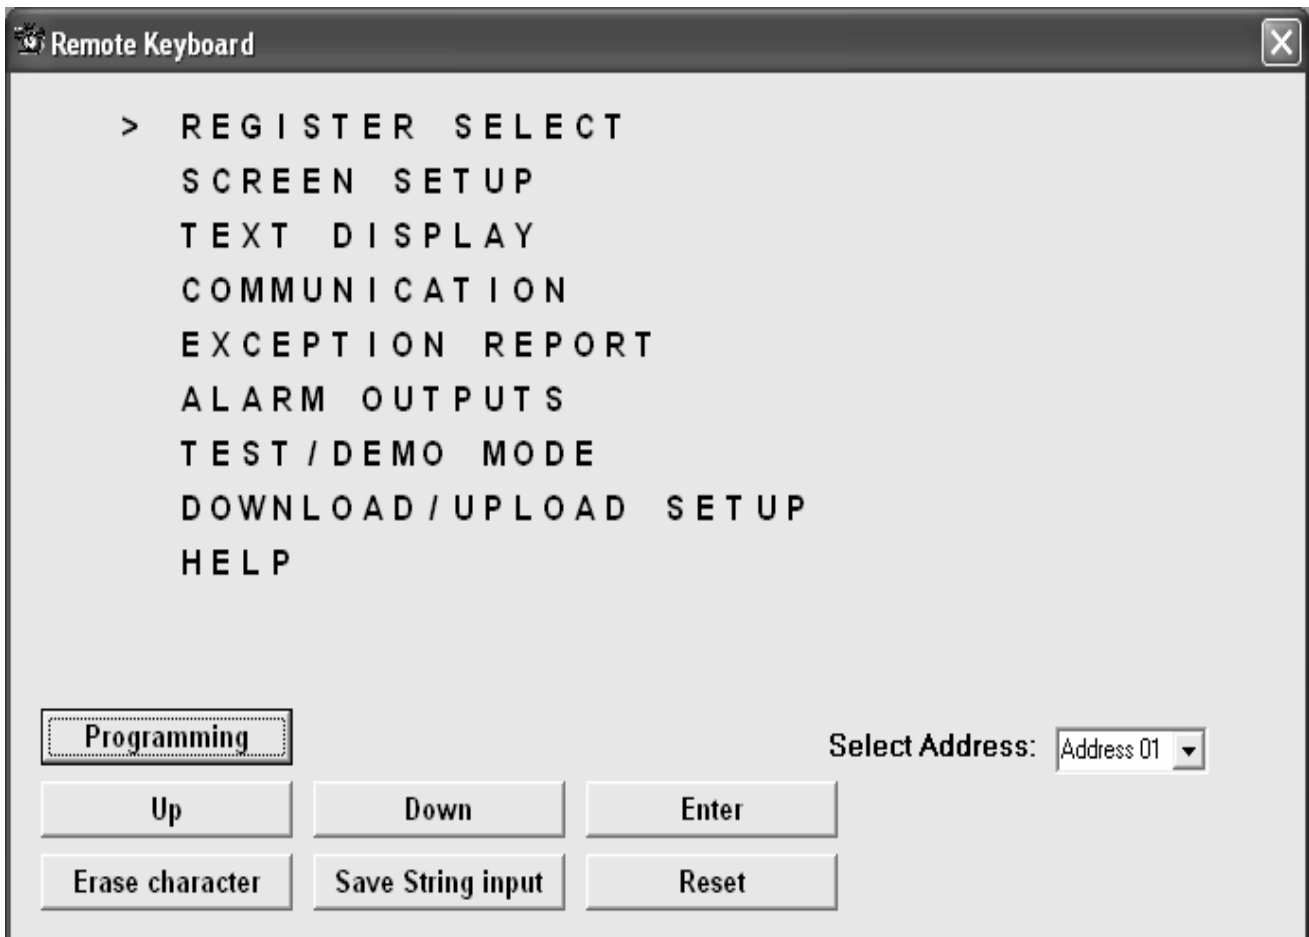 Remote Keyboard
> REGISTER SELECT
SCREEN SETUP
TEXT DISPLAY
COMMUNICATION
EXCEPTION REPORT
ALARM OUTPUTS
TEST/DEMO MODE
DOWNLOAD/UPLOAD SETUP
HELP
Programming
Select Address: Address 01
Up Down Enter
Erase character Save String input Reset